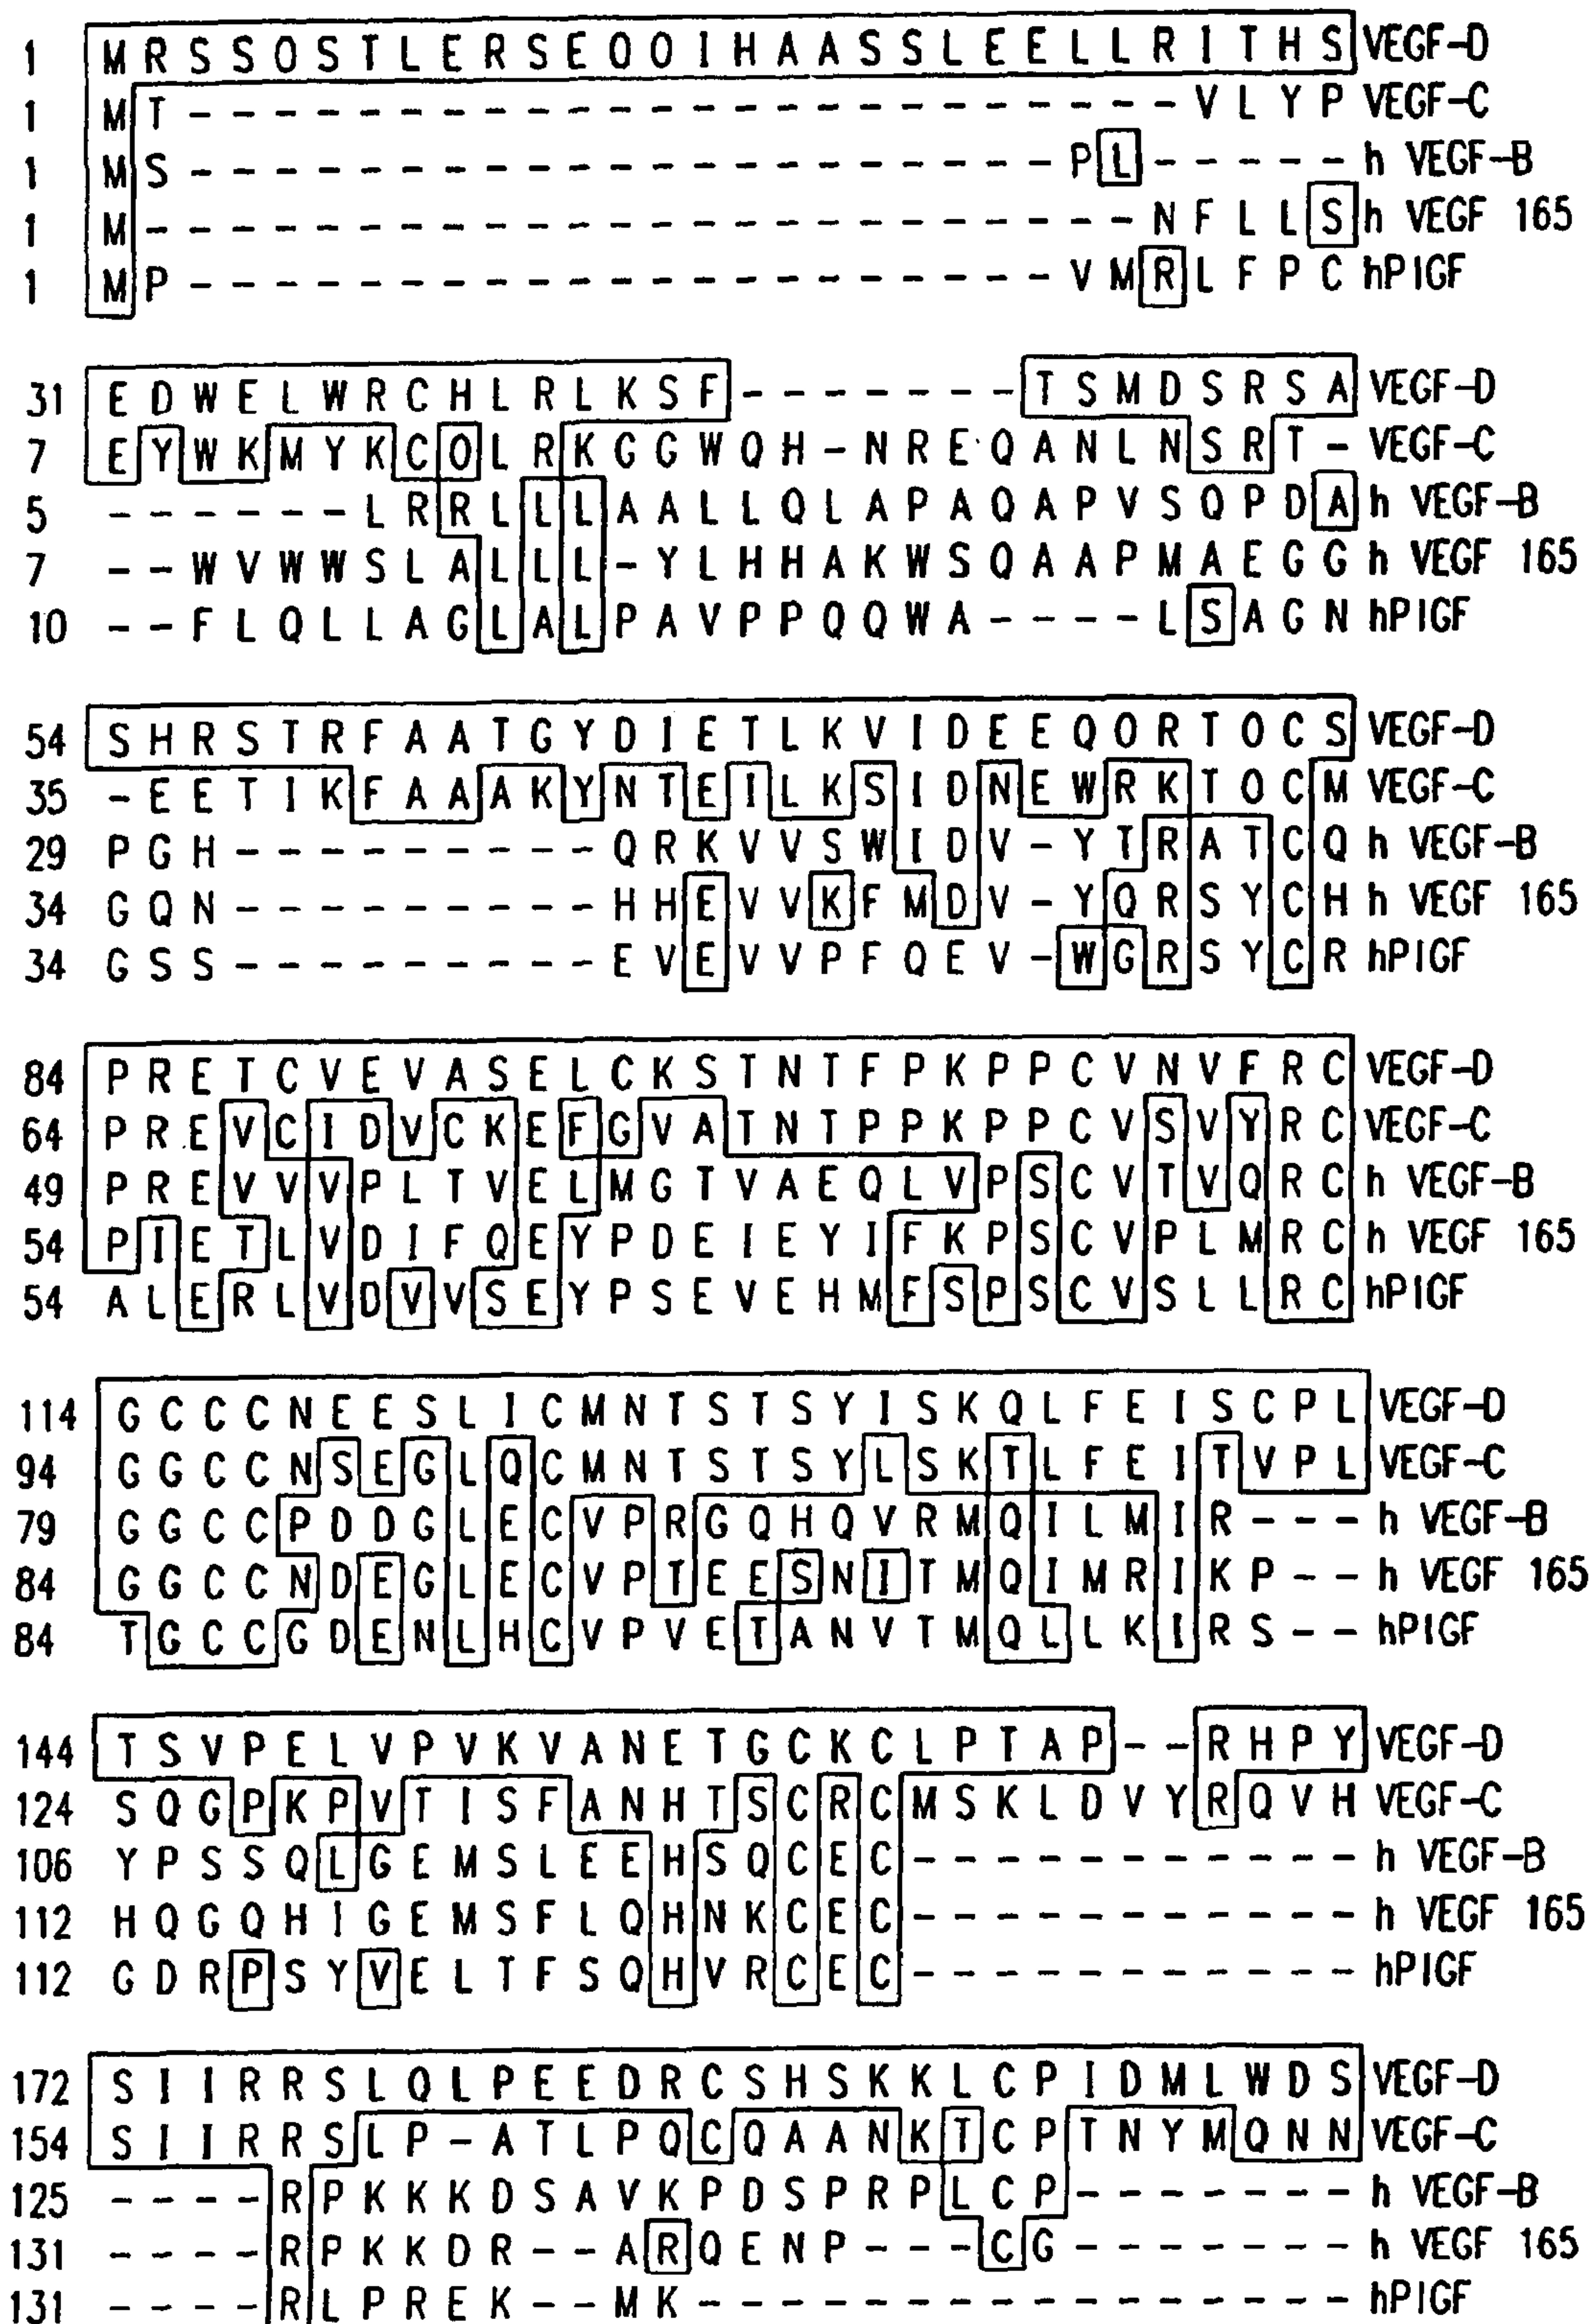 1 M R S S O S T L E R S E O O I H A A S S L E E L L R I T H S VEGF-D
1 M T - - - - - - - - - - - - - - - - - - - - - - - - V L Y P VEGF-C
1 M S - - - - - - - - - - - - - - - - - - - - - P L - - - - - h VEGF-B
1 M - - - - - - - - - - - - - - - - - - - - - - - - N F L L S h VEGF 165
1 M P - - - - - - - - - - - - - - - - - - - - - V M R L F P C hPIGF
31 E D W E L W R C H L R L K S F - - - - - - - T S M D S R S A VEGF-D
7 E Y W K M Y K C O L R K G G W Q H - N R E Q A N L N S R T - VEGF-C
5 - - - - - - L R R L L L A A L L Q L A P A Q A P V S Q P D A h VEGF-B
7 - - W V W W S L A L L L - Y L H H A K W S Q A A P M A E G G h VEGF 165
10 - - F L Q L L A G L A L P A V P P Q Q W A - - - - L S A G N hPIGF
54 S H R S T R F A A T G Y D I E T L K V I D E E Q O R T O C S VEGF-D
35 - E E T I K F A A A K Y N T E I L K S I D N E W R K T O C M VEGF-C
29 P G H - - - - - - - - - Q R K V V S W I D V - Y T R A T C Q h VEGF-B
34 G Q N - - - - - - - - - H H E V V K F M D V - Y Q R S Y C H h VEGF 165
34 G S S - - - - - - - - - E V E V V P F Q E V - W G R S Y C R hPIGF
84 P R E T C V E V A S E L C K S T N T F P K P P C V N V F R C VEGF-D
64 P R E V C I D V C K E F G V A T N T P P K P P C V S V Y R C VEGF-C
49 P R E V V V P L T V E L M G T V A E Q L V P S C V T V Q R C h VEGF-B
54 P I E T L V D I F Q E Y P D E I E Y I F K P S C V P L M R C h VEGF 165
54 A L E R L V D V V S E Y P S E V E H M F S P S C V S L L R C hPIGF
114 G C C C N E E S L I C M N T S T S Y I S K Q L F E I S C P L VEGF-D
94 G G C C N S E G L Q C M N T S T S Y L S K T L F E I T V P L VEGF-C
79 G G C C P D D G L E C V P R G Q H Q V R M Q I L M I R - - - h VEGF-B
84 G G C C N D E G L E C V P T E E S N I T M Q I M R I K P - - h VEGF 165
84 T G C C G D E N L H C V P V E T A N V T M Q L L K I R S - - hPIGF
144 T S V P E L V P V K V A N E T G C K C L P T A P - - R H P Y VEGF-D
124 S Q G P K P V T I S F A N H T S C R C M S K L D V Y R Q V H VEGF-C
106 Y P S S Q L G E M S L E E H S Q C E C - - - - - - - - - - - h VEGF-B
112 H Q G Q H I G E M S F L Q H N K C E C - - - - - - - - - - - h VEGF 165
112 G D R P S Y V E L T F S Q H V R C E C - - - - - - - - - - - hPIGF
172 S I I R R S L Q L P E E D R C S H S K K L C P I D M L W D S VEGF-D
154 S I I R R S L P - A T L P Q C Q A A N K T C P T N Y M Q N N VEGF-C
125 - - - - R P K K K D S A V K P D S P R P L C P - - - - - - - h VEGF-B
131 - - - - R P K K D R - - A R Q E N P - - - C G - - - - - - - h VEGF 165
131 - - - - R L P R E K - - M K - - - - - - - - - - - - - - - - hPIGF